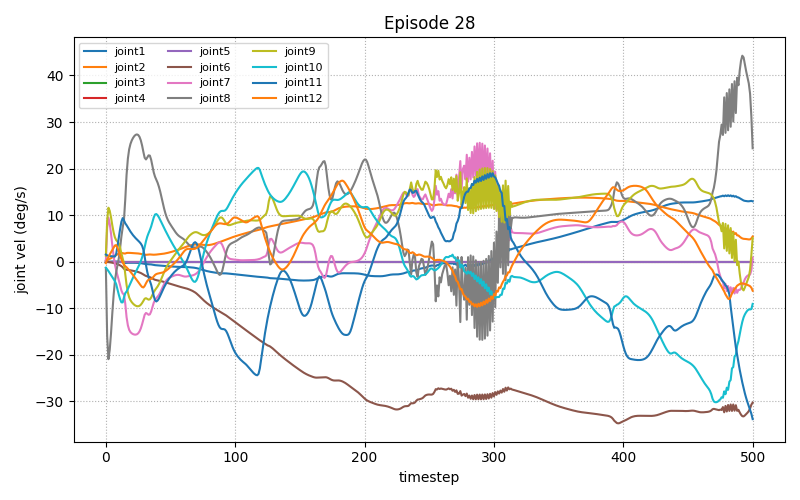 Episode 28
joint1
joint2
joint3
joint4
joint5
joint6
joint7
joint8
joint9
joint10
joint11
joint12
joint vel (deg/s)
40
30
20
10
0
−10
−20
−30
0 100 200 300 400 500
timestep